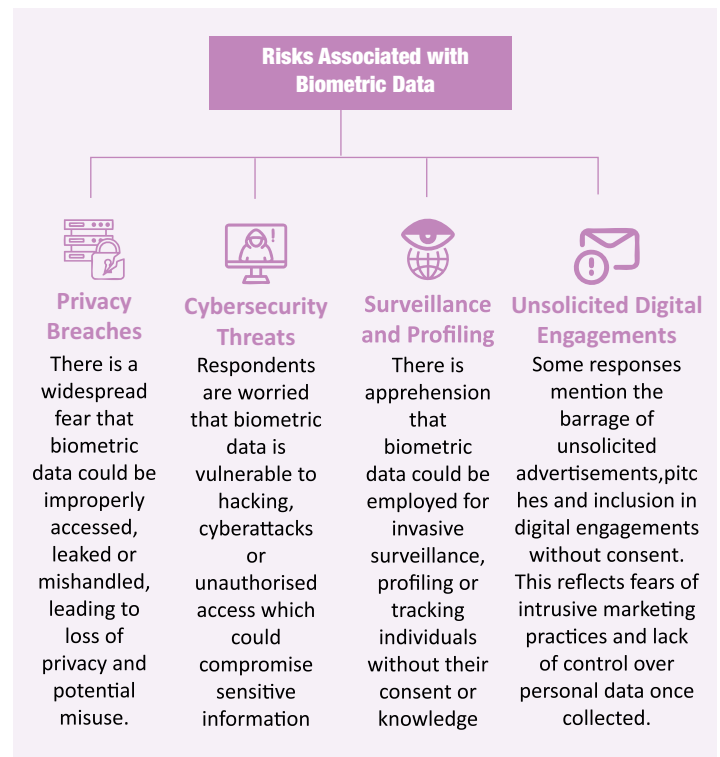 Risks Associated with
Biometric Data
!
Privacy
Breaches
There is a
widespread
fear that
biometric
data could be
improperly
accessed,
leaked or
mishandled,
leading to
loss of
privacy and
potential
misuse.
Cybersecurity
Threats
Respondents
are worried
that biometric
data is
vulnerable to
hacking,
cyberattacks
or
unauthorised
access which
could
compromise
sensitive
information
Surveillance
and Profiling
There is
apprehension
that
biometric
data could be
employed for
invasive
surveillance,
profiling or
tracking
individuals
without their
consent or
knowledge
!
Unsolicited Digital
Engagements
Some responses
mention the
barrage of
unsolicited
advertisements,pitc
hes and inclusion in
digital engagements
without consent.
This reflects fears of
intrusive marketing
practices and lack
of control over
personal data once
collected.